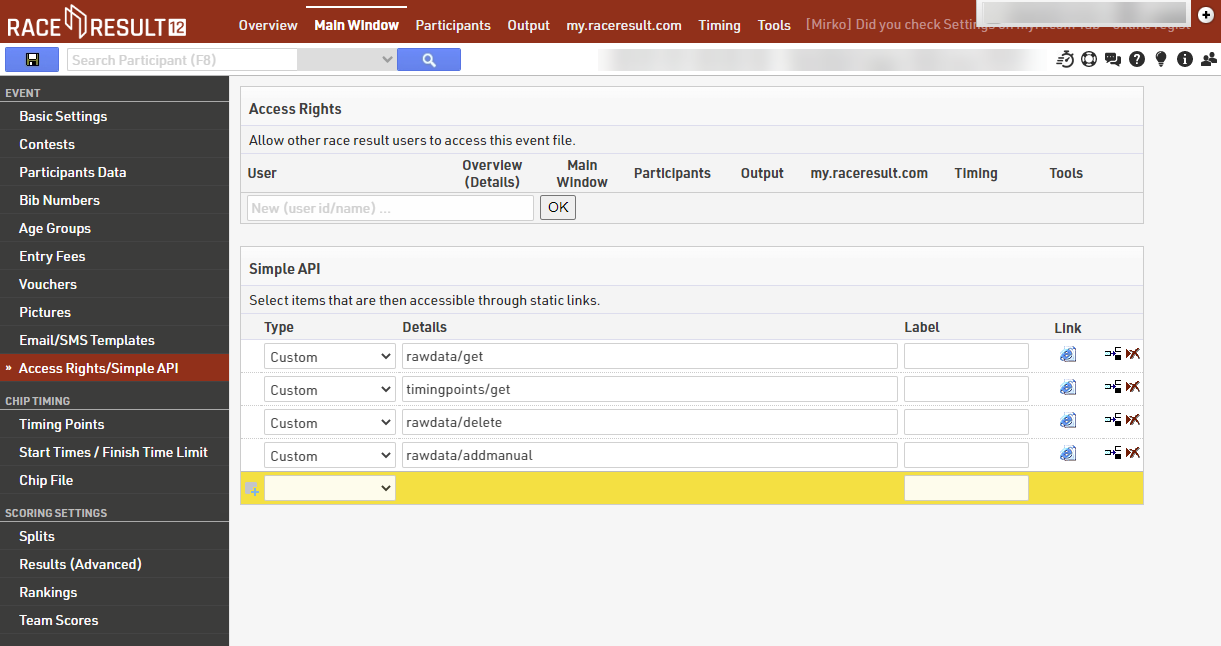 RACE RESULT 12
Overview Main Window Participants Output my.raceresult.com Timing Tools [Mirko] Did you check Settings on
Search Participant (F8)
EVENT
Basic Settings
Contests
Participants Data
Bib Numbers
Age Groups
Entry Fees
Vouchers
Pictures
Email/SMS Templates
» Access Rights/Simple API
CHIP TIMING
Timing Points
Start Times / Finish Time Limit
Chip File
SCORING SETTINGS
Splits
Results (Advanced)
Rankings
Team Scores
Access Rights
Allow other race result users to access this event file.
User Overview (Details) Main Window Participants Output my.raceresult.com Timing Tools
New (user id/name) ... OK
Simple API
Select items that are then accessible through static links.
Type Details Label Link
Custom rawdata/get
Custom timingpoints/get
Custom rawdata/delete
Custom rawdata/addmanual